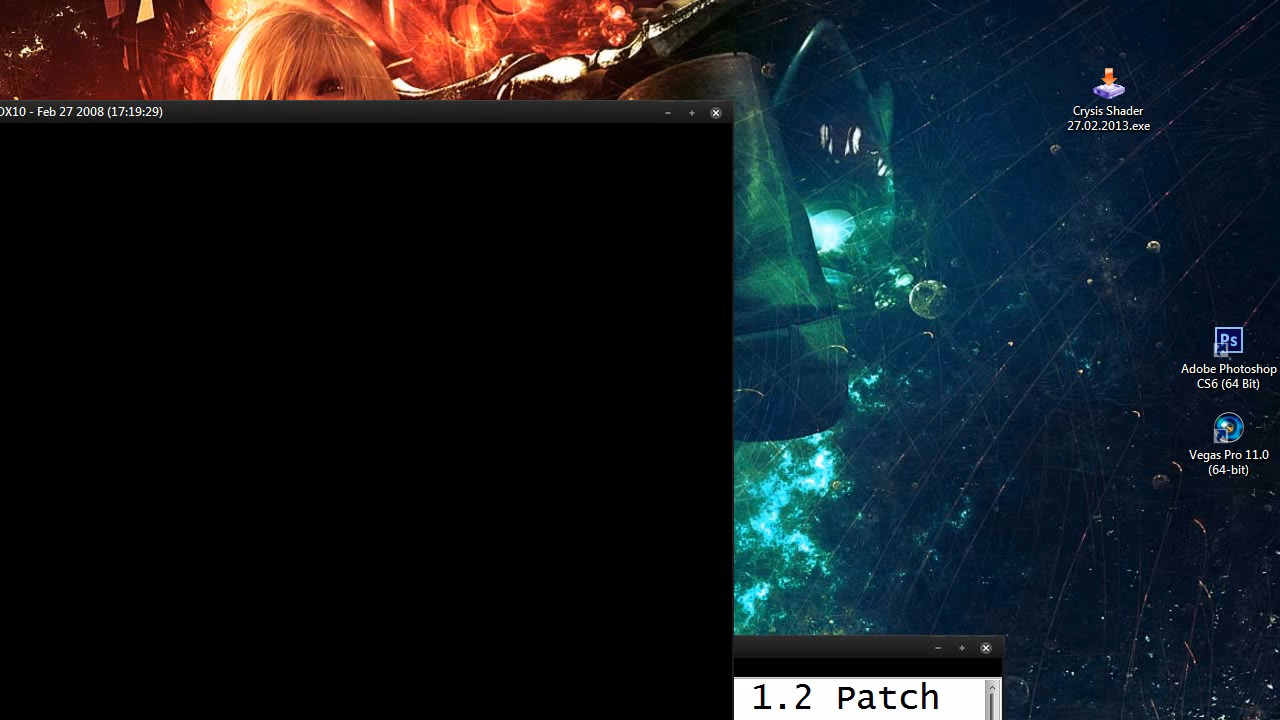 DX10 - Feb 27 2008 (17:19:29)
Crysis Shader
27.02.2013.exe
Ps
Adobe Photoshop
CS6 (64 Bit)
Vegas Pro 11.0
(64-bit)
1.2 Patch